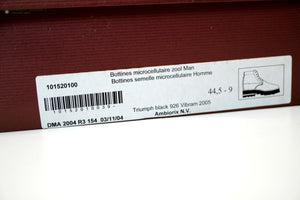 Bottines microcellulaire zool Man
Bottines semelle microcellulaire Homme
101520100
44,5 - 9
10152010039-
Triumph black 926 Vibram 2005
DMA 2004 R3 154 03/11/04
Ambiorix N.V.